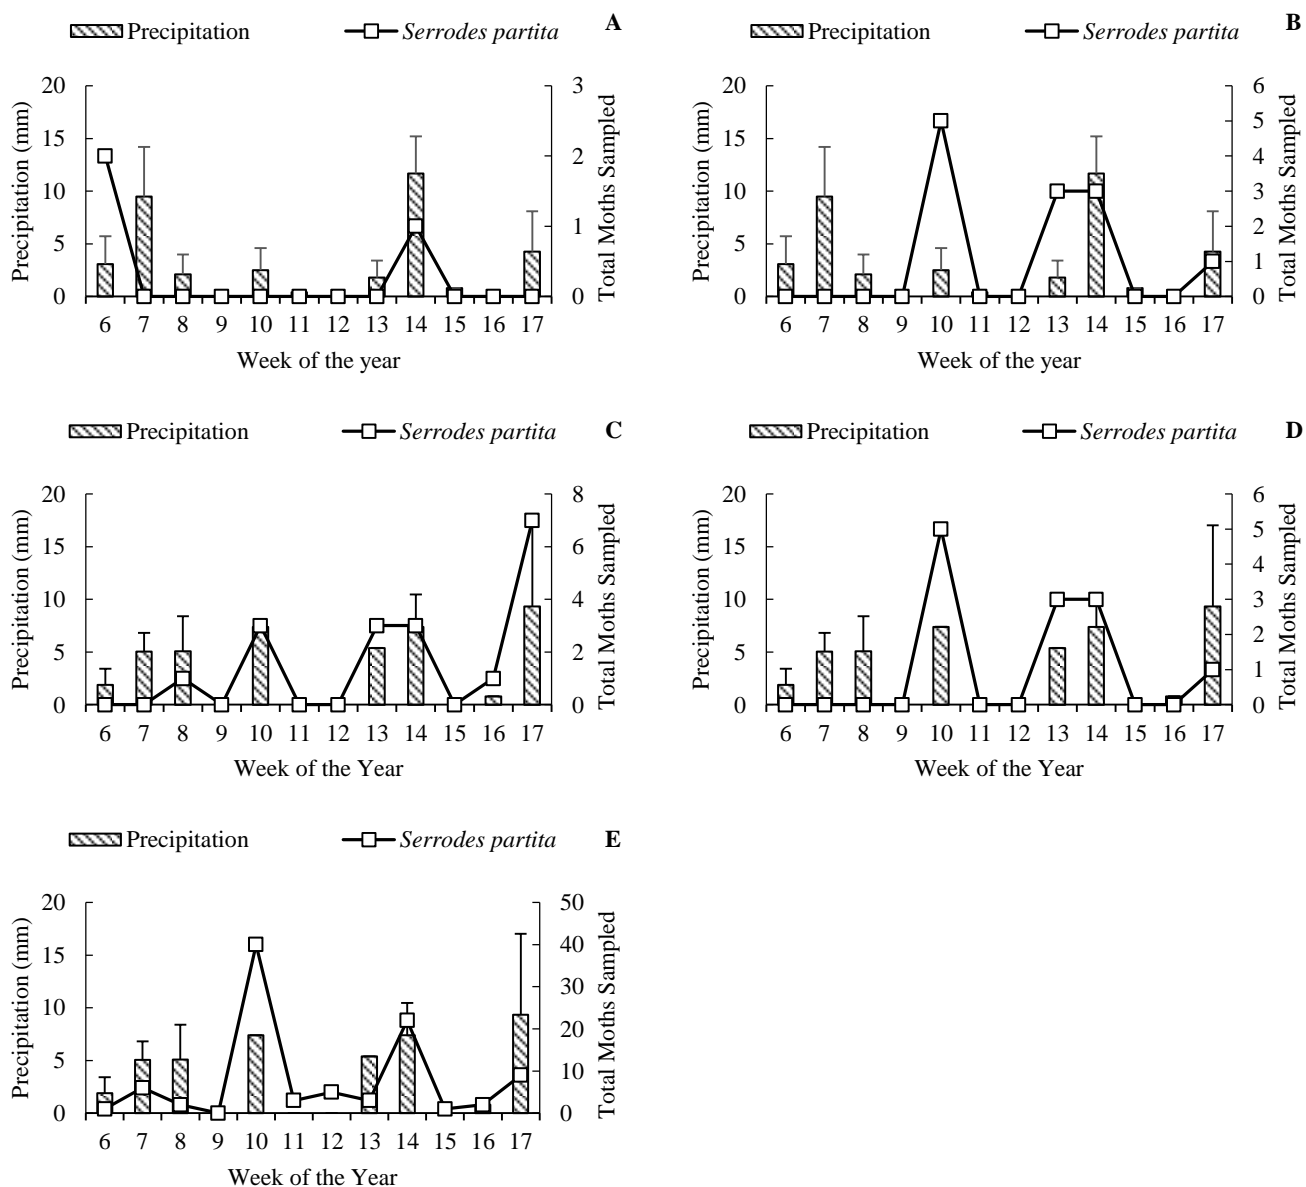 Precipitation Serrodes partita A
20 3
15
2
10
1
5
0 0
6 7 8 9 10 11 12 13 14 15 16 17
Precipitation (mm)
Total Moths Sampled
Week of the year
Precipitation Serrodes partita B
20 6
5
15
4
10 3
2
5
1
0 0
6 7 8 9 10 11 12 13 14 15 16 17
Precipitation (mm)
Total Moths Sampled
Week of the year
Precipitation Serrodes partita C
20 8
15 6
10 4
5 2
0 0
6 7 8 9 10 11 12 13 14 15 16 17
Precipitation (mm)
Total Moths Sampled
Week of the Year
Precipitation Serrodes partita D
20 6
5
15
4
10 3
2
5
1
0 0
6 7 8 9 10 11 12 13 14 15 16 17
Precipitation (mm)
Total Moths Sampled
Week of the Year
Precipitation Serrodes partita E
20 50
40
15
30
10
20
5
10
0 0
6 7 8 9 10 11 12 13 14 15 16 17
Precipitation (mm)
Total Moths Sampled
Week of the Year